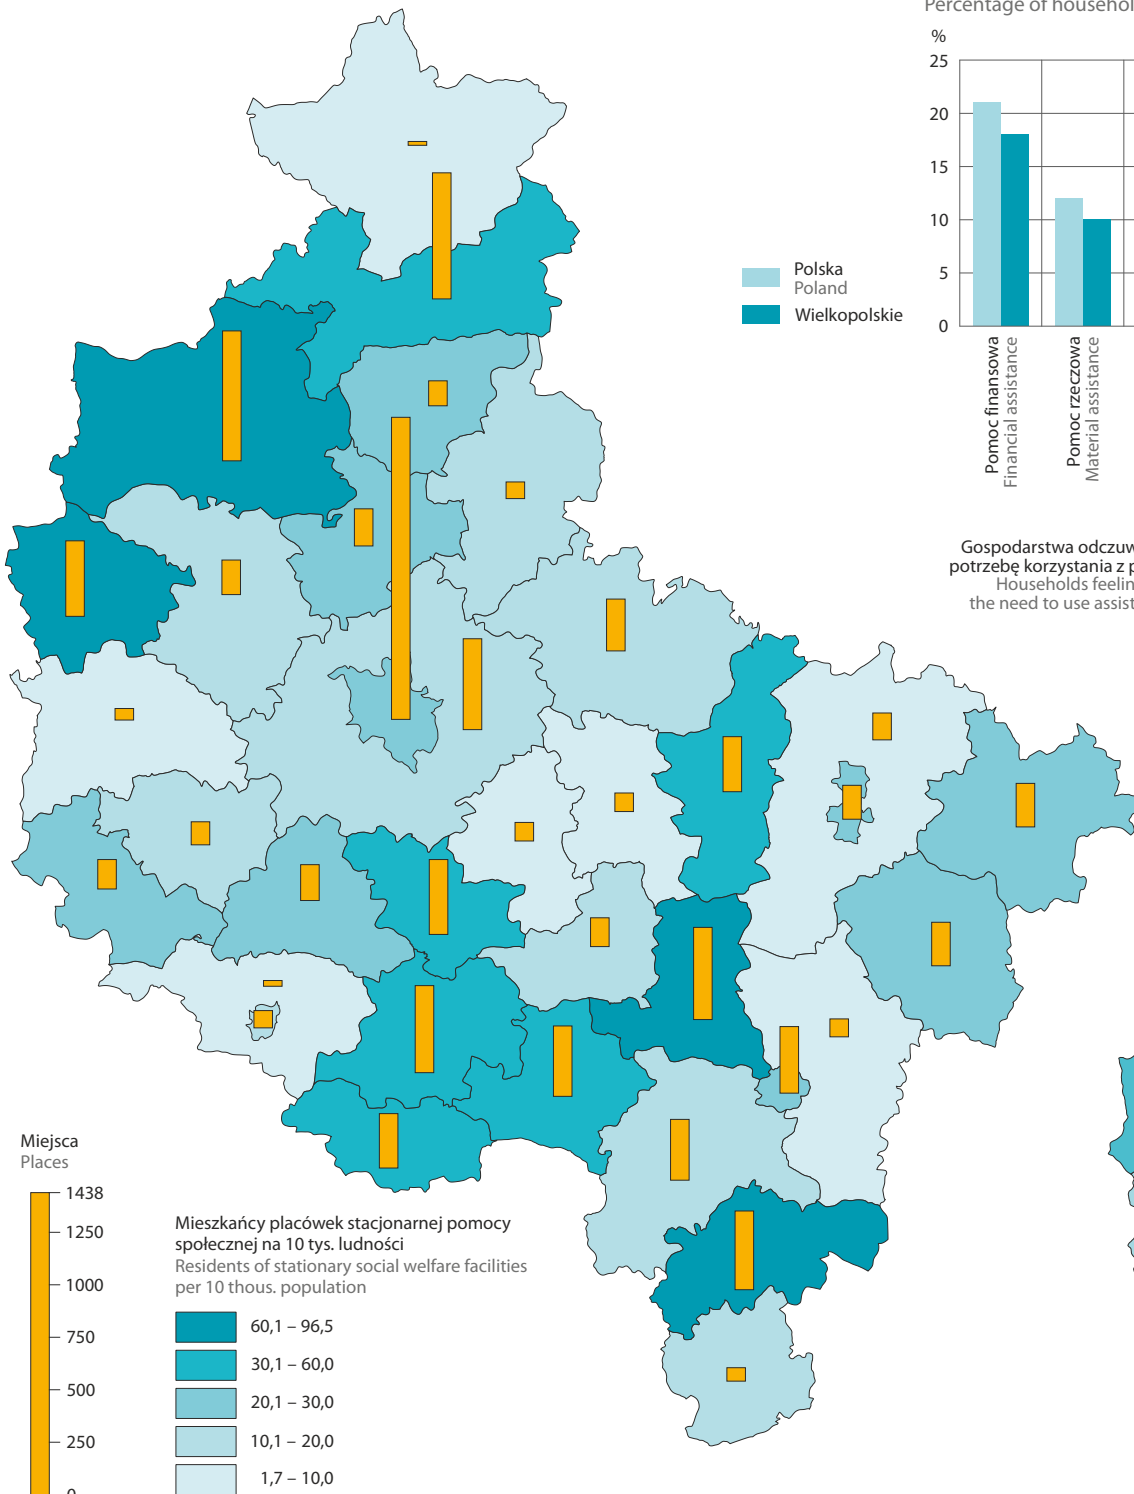 Percentage of househol
%
25
20
15
10
5
0
Polska
Poland
Wielkopolskie
Pomoc finansowa
Financial assistance
Pomoc rzeczowa
Material assistance
Gospodarstwa odczuw
potrzebę korzystania z p
Households feelin
the need to use assist
Miejsca
Places
1438
1250
1000
750
500
250
0
Mieszkańcy placówek stacjonarnej pomocy
społecznej na 10 tys. ludności
Residents of stationary social welfare facilities
per 10 thous. population
60,1 – 96,5
30,1 – 60,0
20,1 – 30,0
10,1 – 20,0
1,7 – 10,0